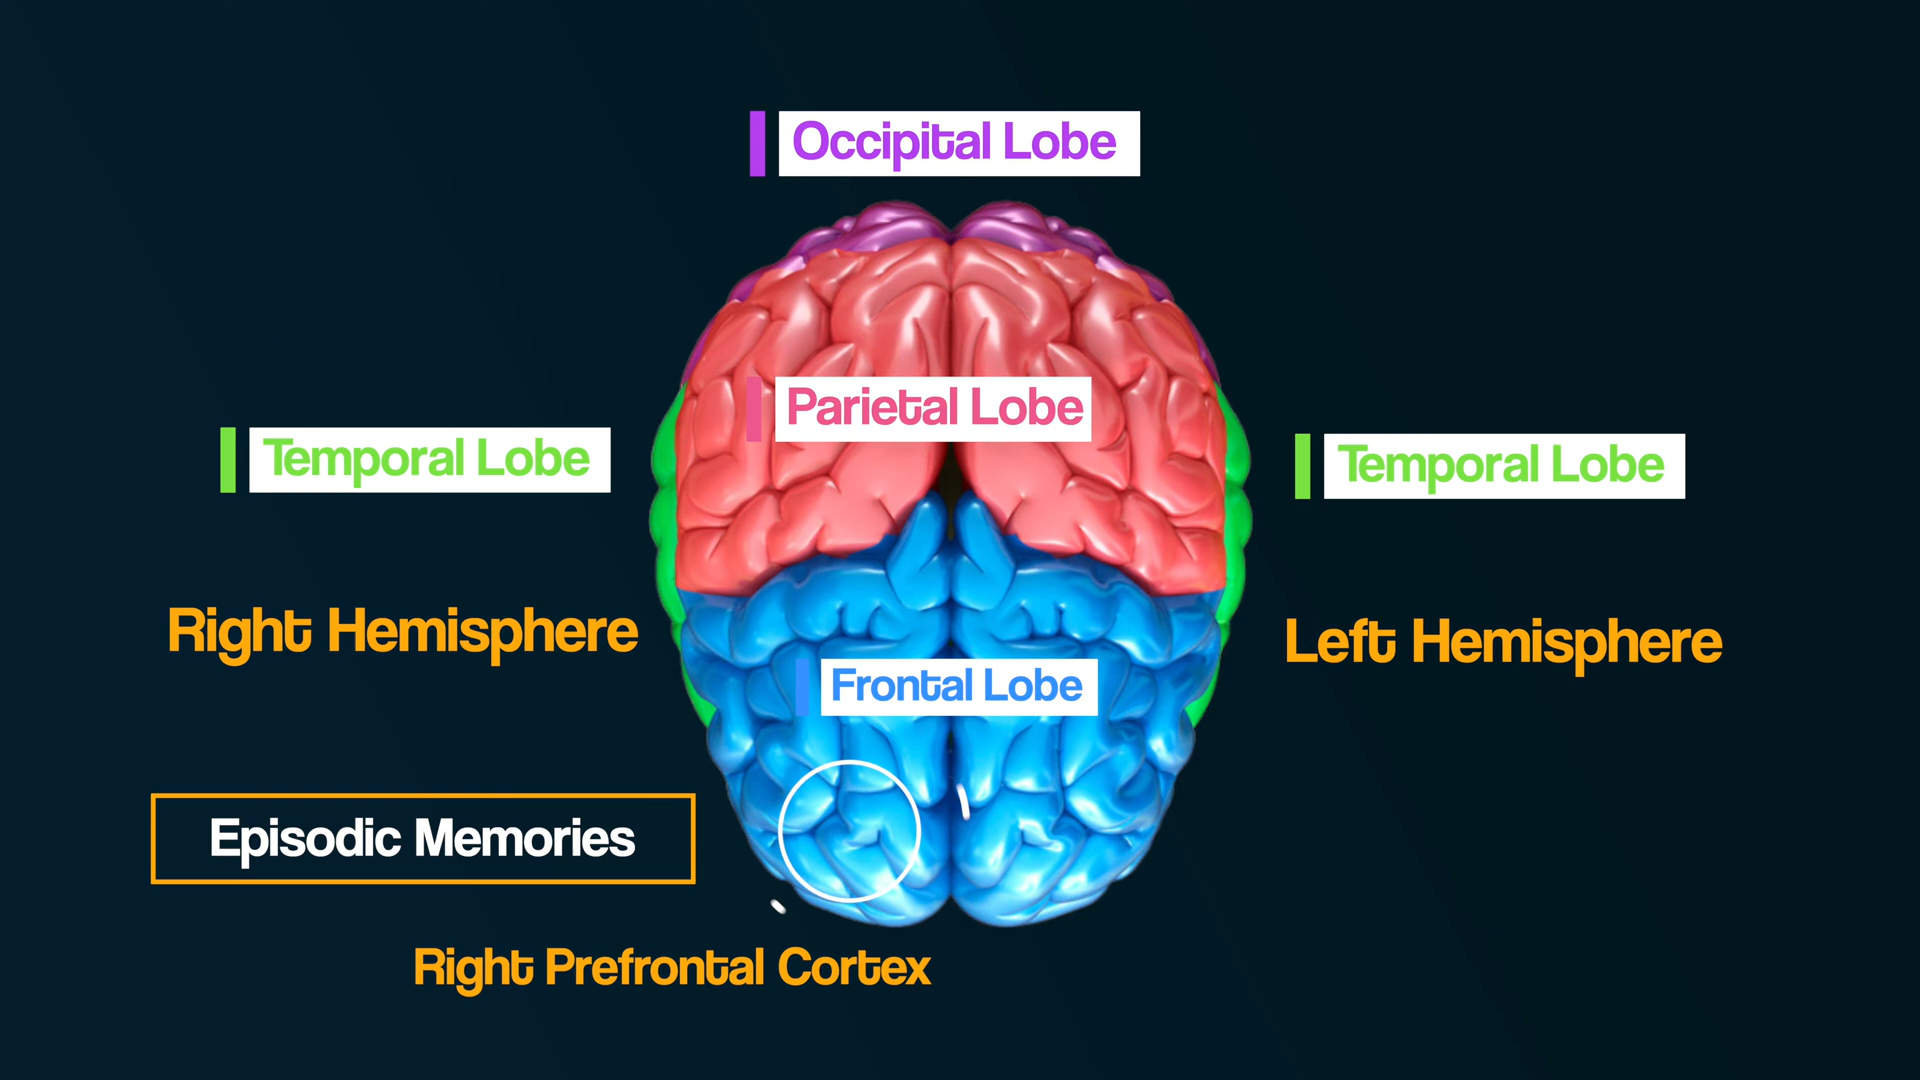 Occipital Lobe
Parietal Lobe
Temporal Lobe
Temporal Lobe
Right Hemisphere
Left Hemisphere
Frontal Lobe
Episodic Memories
Right Prefrontal Cortex